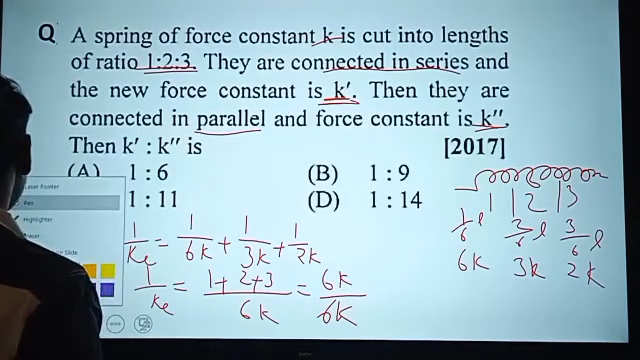 Q. A spring of force constant k is cut into lengths
of ratio 1:2:3. They are connected in series and
the new force constant is k′. Then they are
connected in parallel and force constant is k″.
Then k′ : k″ is [2017]
(A) 1 : 6 (B) 1 : 9
1 : 11 (D) 1 : 14
Laser Pointer
Pen
Highlighter
Eraser
Slide
1 | 2 | 3
1/6 l 3/6 l 3/6 l
6k 3k 2k
1/Ke = 1/6k + 1/3k + 1/2k
1/Ke = 1+2+3/6k = 6k/6k